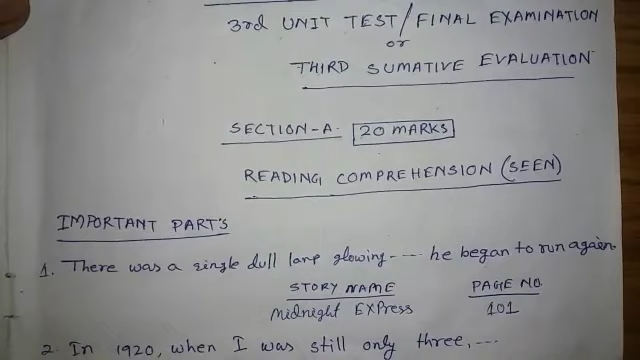 3rd UNIT TEST/FINAL EXAMINATION
or
THIRD SUMATIVE EVALUATION
SECTION-A. 20 MARKS
READING COMPREHENSION (SEEN)
IMPORTANT PART'S
1. There was a single dull lamp glowing---- he began to run again.
STORY NAME PAGE NO.
Midnight EXPress 101
2. In 1920, when I was still only three,---